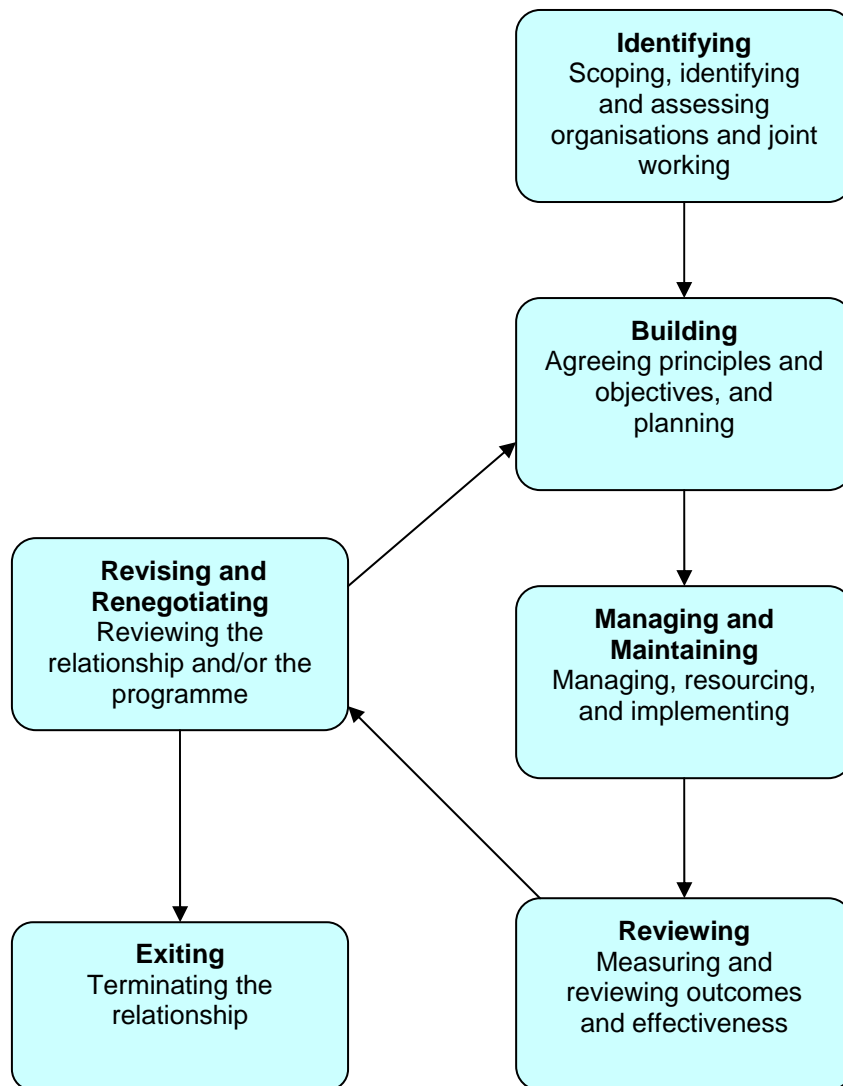 Identifying
Scoping, identifying
and assessing
organisations and joint
working
Building
Agreeing principles and
objectives, and
planning
Revising and
Renegotiating
Reviewing the
relationship and/or the
programme
Managing and
Maintaining
Managing, resourcing,
and implementing
Exiting
Terminating the
relationship
Reviewing
Measuring and
reviewing outcomes
and effectiveness